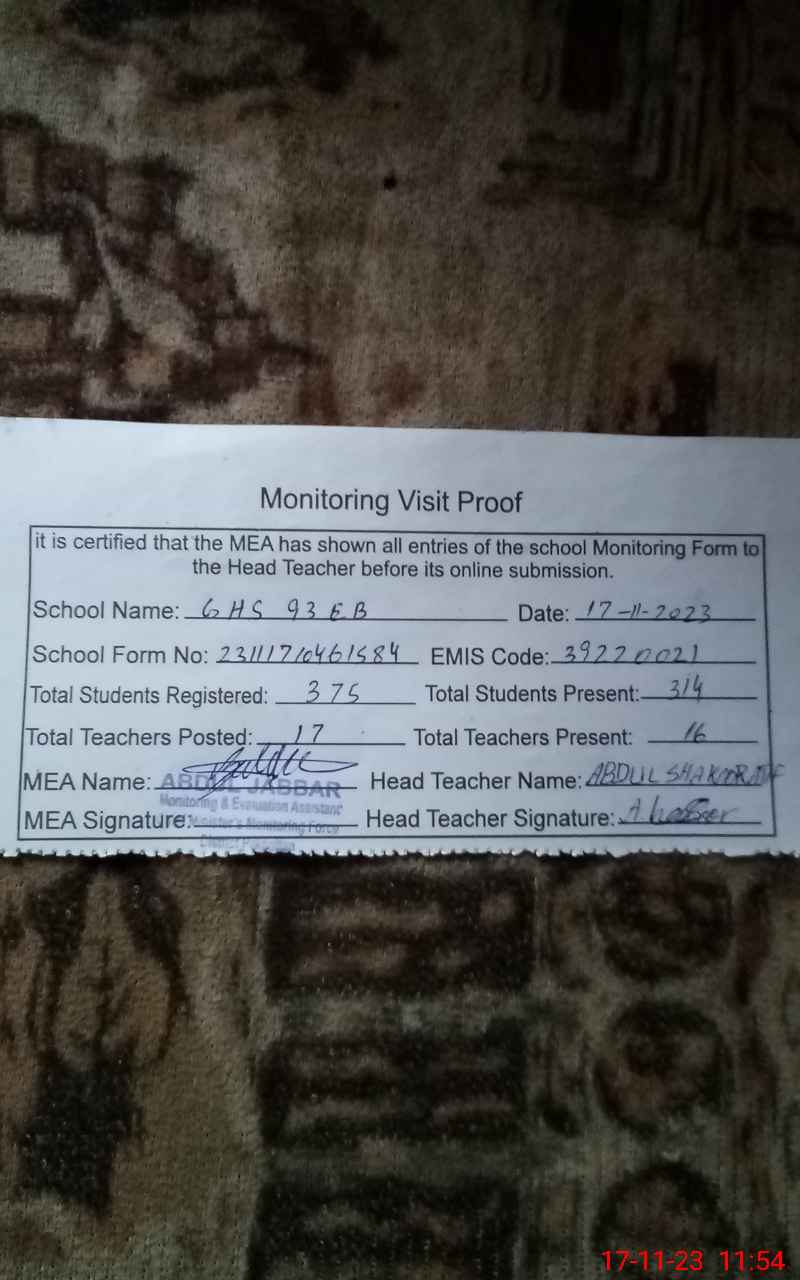 Monitoring Visit Proof
it is certified that the MEA has shown all entries of the school Monitoring Form to
the Head Teacher before its online submission.
School Name: GHS 93 EB Date: 17-11-2023
School Form No: EMIS Code: 39220021
Total Students Registered: 375 Total Students Present: 314
Total Teachers Posted: 17 Total Teachers Present: 16
MEA Name: ABDUL JABBAR Head Teacher Name: ABDUL
Monitoring & Evaluation Assistant
MEA Signature: Minister's Monitoring Force Head Teacher Signature:
17-11-23 11:54